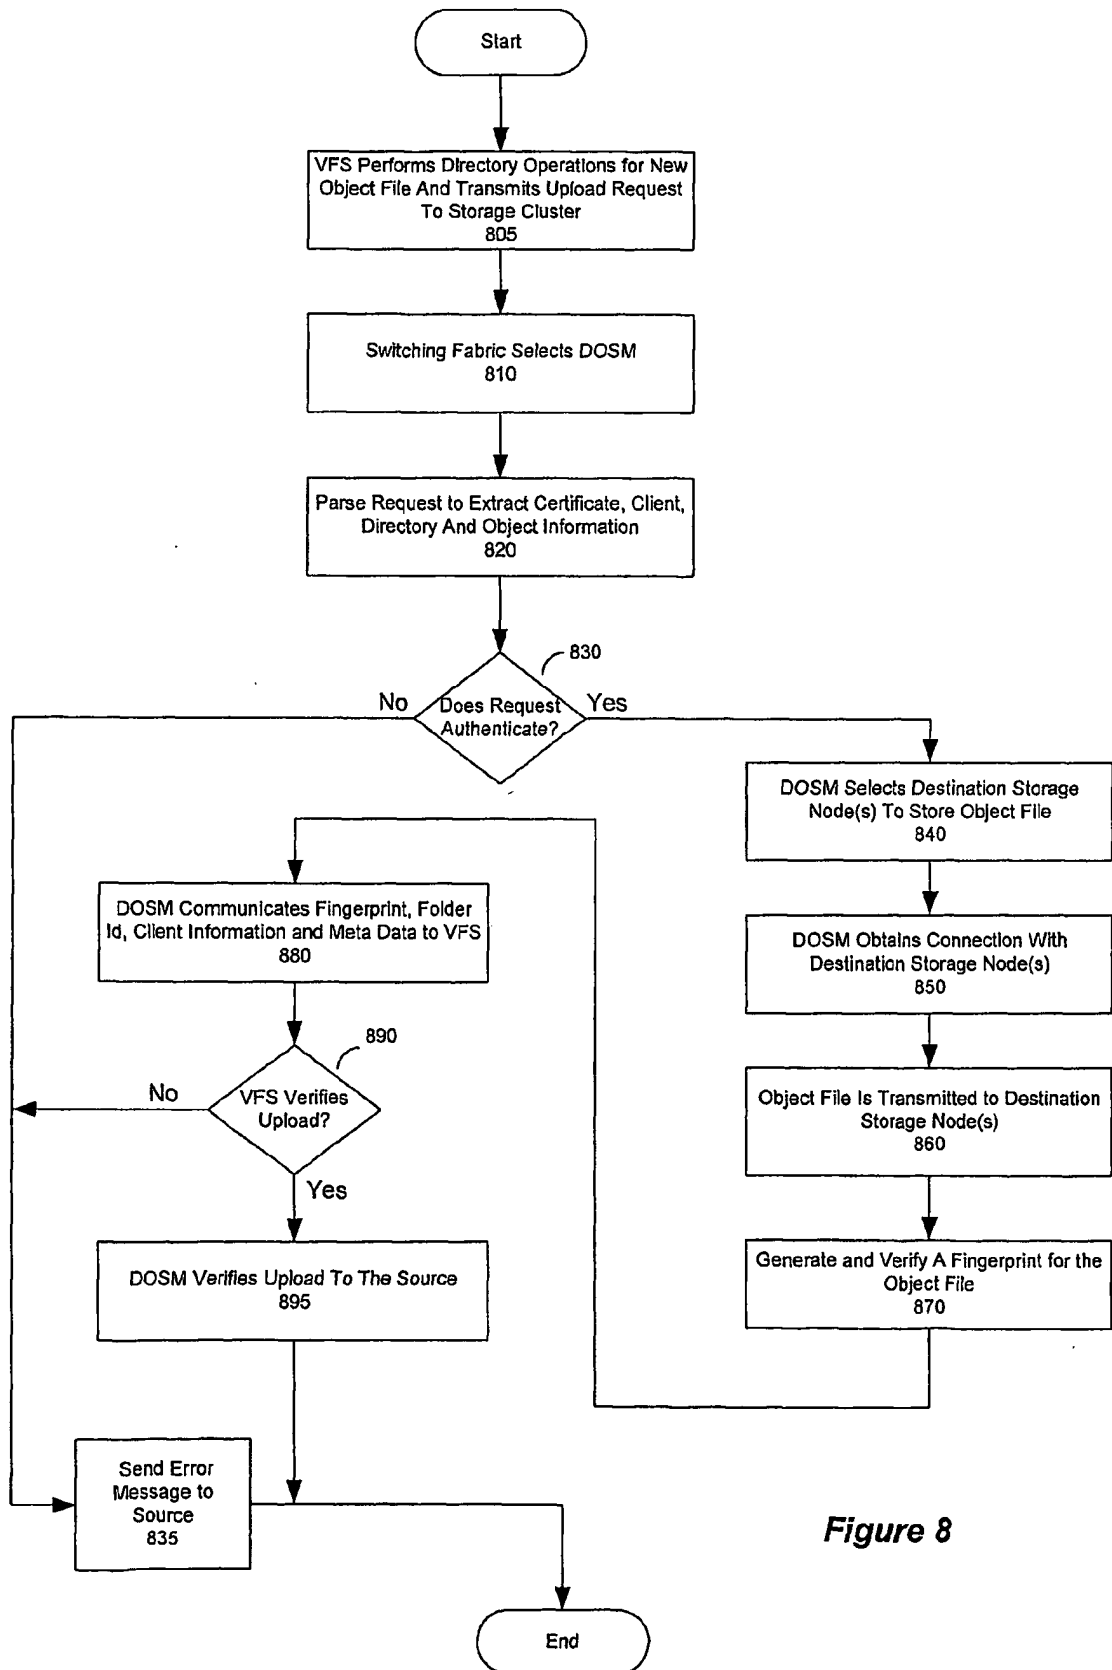 Start
VFS Performs Directory Operations for New
Object File And Transmits Upload Request
To Storage Cluster
805
Switching Fabric Selects DOSM
810
Parse Request to Extract Certificate, Client,
Directory And Object Information
820
830
No
Does Request
Authenticate?
Yes
DOSM Selects Destination Storage
Node(s) To Store Object File
840
DOSM Obtains Connection With
Destination Storage Node(s)
850
Object File Is Transmitted to Destination
Storage Node(s)
860
Generate and Verify A Fingerprint for the
Object File
870
DOSM Communicates Fingerprint, Folder
Id, Client Information and Meta Data to VFS
880
890
No
VFS Verifies
Upload?
Yes
DOSM Verifies Upload To The Source
895
Send Error
Message to
Source
835
End
Figure 8